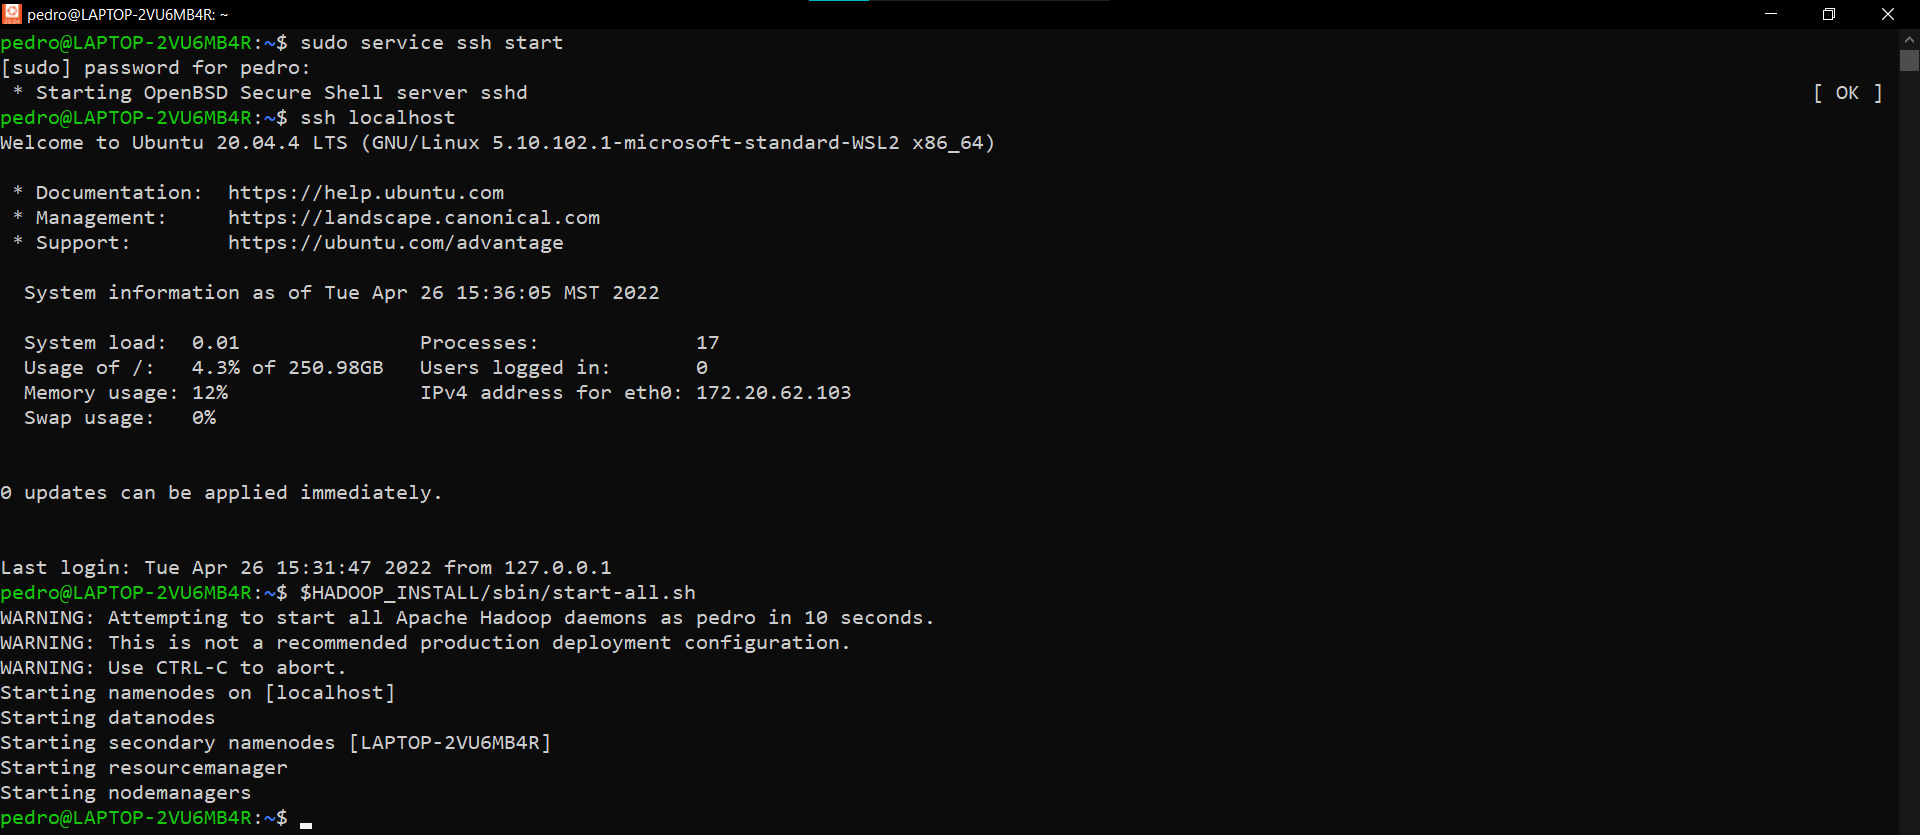 pedro@LAPTOP-2VU6MB4R: ~
pedro@LAPTOP-2VU6MB4R:~$ sudo service ssh start
[sudo] password for pedro:
 * Starting OpenBSD Secure Shell server sshd [ OK ]
pedro@LAPTOP-2VU6MB4R:~$ ssh localhost
Welcome to Ubuntu 20.04.4 LTS (GNU/Linux 5.10.102.1-microsoft-standard-WSL2 x86_64)
 * Documentation:  https://help.ubuntu.com
 * Management:     https://landscape.canonical.com
 * Support:        https://ubuntu.com/advantage
  System information as of Tue Apr 26 15:36:05 MST 2022
  System load:  0.01               Processes:             17
  Usage of /:   4.3% of 250.98GB   Users logged in:       0
  Memory usage: 12%                IPv4 address for eth0: 172.20.62.103
  Swap usage:   0%
0 updates can be applied immediately.
Last login: Tue Apr 26 15:31:47 2022 from 127.0.0.1
pedro@LAPTOP-2VU6MB4R:~$ $HADOOP_INSTALL/sbin/start-all.sh
WARNING: Attempting to start all Apache Hadoop daemons as pedro in 10 seconds.
WARNING: This is not a recommended production deployment configuration.
WARNING: Use CTRL-C to abort.
Starting namenodes on [localhost]
Starting datanodes
Starting secondary namenodes [LAPTOP-2VU6MB4R]
Starting resourcemanager
Starting nodemanagers
pedro@LAPTOP-2VU6MB4R:~$